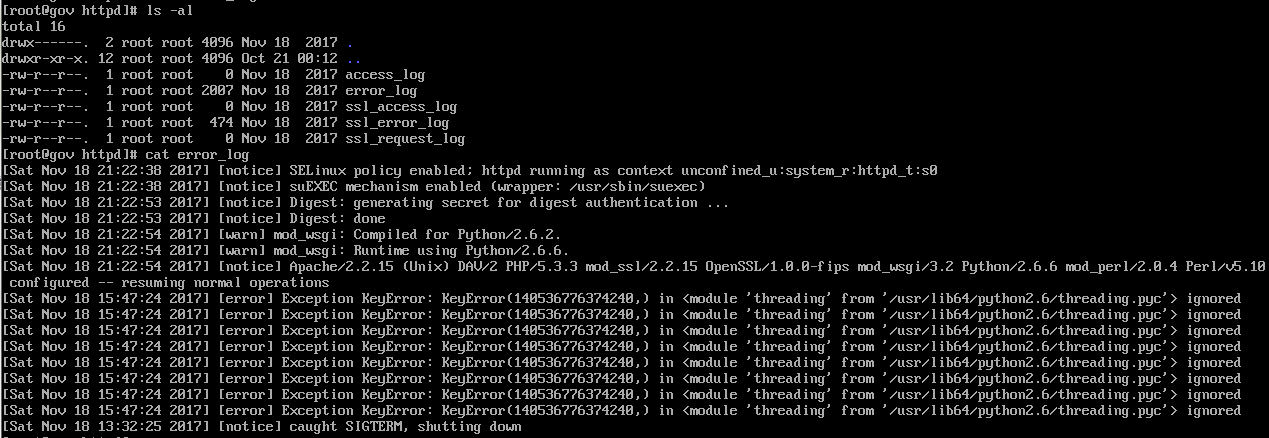 [root@gov httpd]# ls -al
total 16
drwx------.  2 root root 4096 Nov 18  2017 .
drwxr-xr-x. 12 root root 4096 Oct 21 00:12 ..
-rw-r--r--.  1 root root    0 Nov 18  2017 access_log
-rw-r--r--.  1 root root 2007 Nov 18  2017 error_log
-rw-r--r--.  1 root root    0 Nov 18  2017 ssl_access_log
-rw-r--r--.  1 root root  474 Nov 18  2017 ssl_error_log
-rw-r--r--.  1 root root    0 Nov 18  2017 ssl_request_log
[root@gov httpd]# cat error_log
[Sat Nov 18 21:22:38 2017] [notice] SELinux policy enabled; httpd running as context unconfined_u:system_r:httpd_t:s0
[Sat Nov 18 21:22:38 2017] [notice] suEXEC mechanism enabled (wrapper: /usr/sbin/suexec)
[Sat Nov 18 21:22:53 2017] [notice] Digest: generating secret for digest authentication ...
[Sat Nov 18 21:22:53 2017] [notice] Digest: done
[Sat Nov 18 21:22:54 2017] [warn] mod_wsgi: Compiled for Python/2.6.2.
[Sat Nov 18 21:22:54 2017] [warn] mod_wsgi: Runtime using Python/2.6.6.
[Sat Nov 18 21:22:54 2017] [notice] Apache/2.2.15 (Unix) DAV/2 PHP/5.3.3 mod_ssl/2.2.15 OpenSSL/1.0.0-fips mod_wsgi/3.2 Python/2.6.6 mod_perl/2.0.4 Perl/v5.10
 configured -- resuming normal operations
[Sat Nov 18 15:47:24 2017] [error] Exception KeyError: KeyError(140536776374240,) in <module 'threading' from '/usr/lib64/python2.6/threading.pyc'> ignored
[Sat Nov 18 15:47:24 2017] [error] Exception KeyError: KeyError(140536776374240,) in <module 'threading' from '/usr/lib64/python2.6/threading.pyc'> ignored
[Sat Nov 18 15:47:24 2017] [error] Exception KeyError: KeyError(140536776374240,) in <module 'threading' from '/usr/lib64/python2.6/threading.pyc'> ignored
[Sat Nov 18 15:47:24 2017] [error] Exception KeyError: KeyError(140536776374240,) in <module 'threading' from '/usr/lib64/python2.6/threading.pyc'> ignored
[Sat Nov 18 15:47:24 2017] [error] Exception KeyError: KeyError(140536776374240,) in <module 'threading' from '/usr/lib64/python2.6/threading.pyc'> ignored
[Sat Nov 18 15:47:24 2017] [error] Exception KeyError: KeyError(140536776374240,) in <module 'threading' from '/usr/lib64/python2.6/threading.pyc'> ignored
[Sat Nov 18 15:47:24 2017] [error] Exception KeyError: KeyError(140536776374240,) in <module 'threading' from '/usr/lib64/python2.6/threading.pyc'> ignored
[Sat Nov 18 15:47:24 2017] [error] Exception KeyError: KeyError(140536776374240,) in <module 'threading' from '/usr/lib64/python2.6/threading.pyc'> ignored
[Sat Nov 18 13:32:25 2017] [notice] caught SIGTERM, shutting down